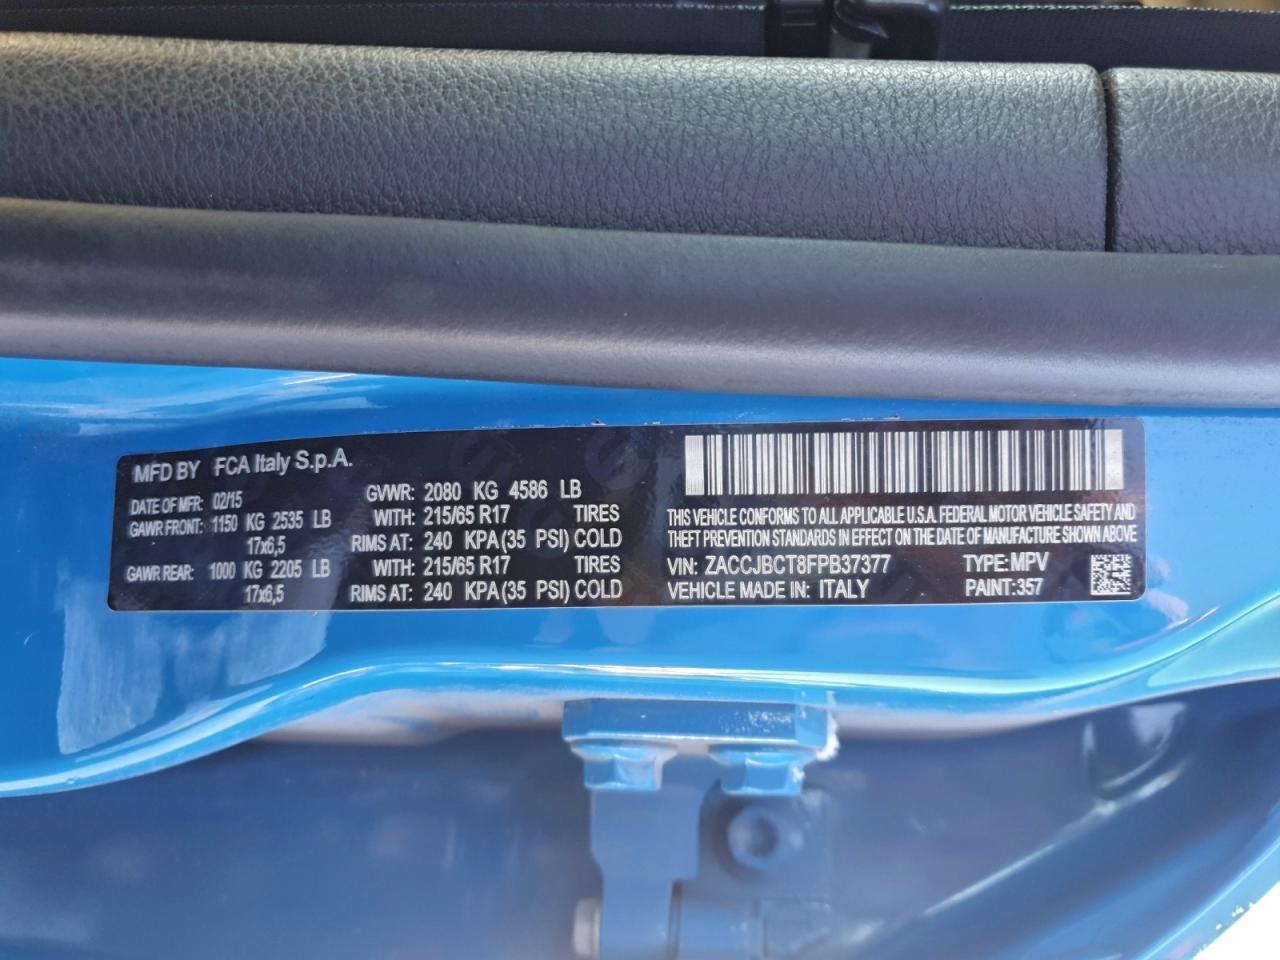 MFD BY FCA Italy S.p.A.
DATE OF MFR: 02/15 GVWR: 2080 KG 4586 LB
GAWR FRONT: 1150 KG 2535 LB WITH: 215/65 R17 TIRES
17x6,5 RIMS AT: 240 KPA(35 PSI) COLD
GAWR REAR: 1000 KG 2205 LB WITH: 215/65 R17 TIRES
17x6,5 RIMS AT: 240 KPA(35 PSI) COLD
THIS VEHICLE CONFORMS TO ALL APPLICABLE U.S.A. FEDERAL MOTOR VEHICLE SAFETY AND
THEFT PREVENTION STANDARDS IN EFFECT ON THE DATE OF MANUFACTURE SHOWN ABOVE
VIN: ZACCJBCT8FPB37377 TYPE: MPV
VEHICLE MADE IN: ITALY PAINT:357